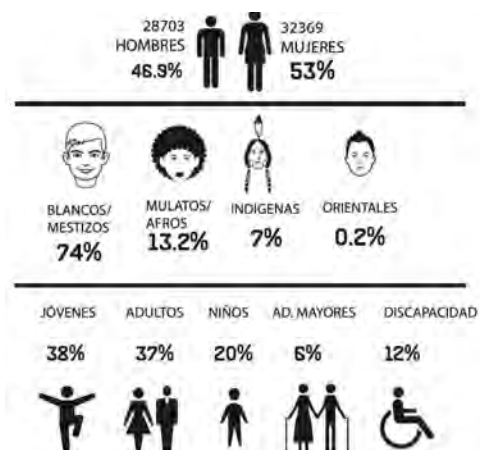 28703
HOMBRES
46.9%
32369
MUJERES
53%
BLANCOS/
MESTIZOS
74%
MULATOS/
AFROS
13.2%
INDIGENAS
7%
ORIENTALES
0.2%
JÓVENES ADULTOS NIÑOS AD. MAYORES DISCAPACIDAD
38% 37% 20% 6% 12%